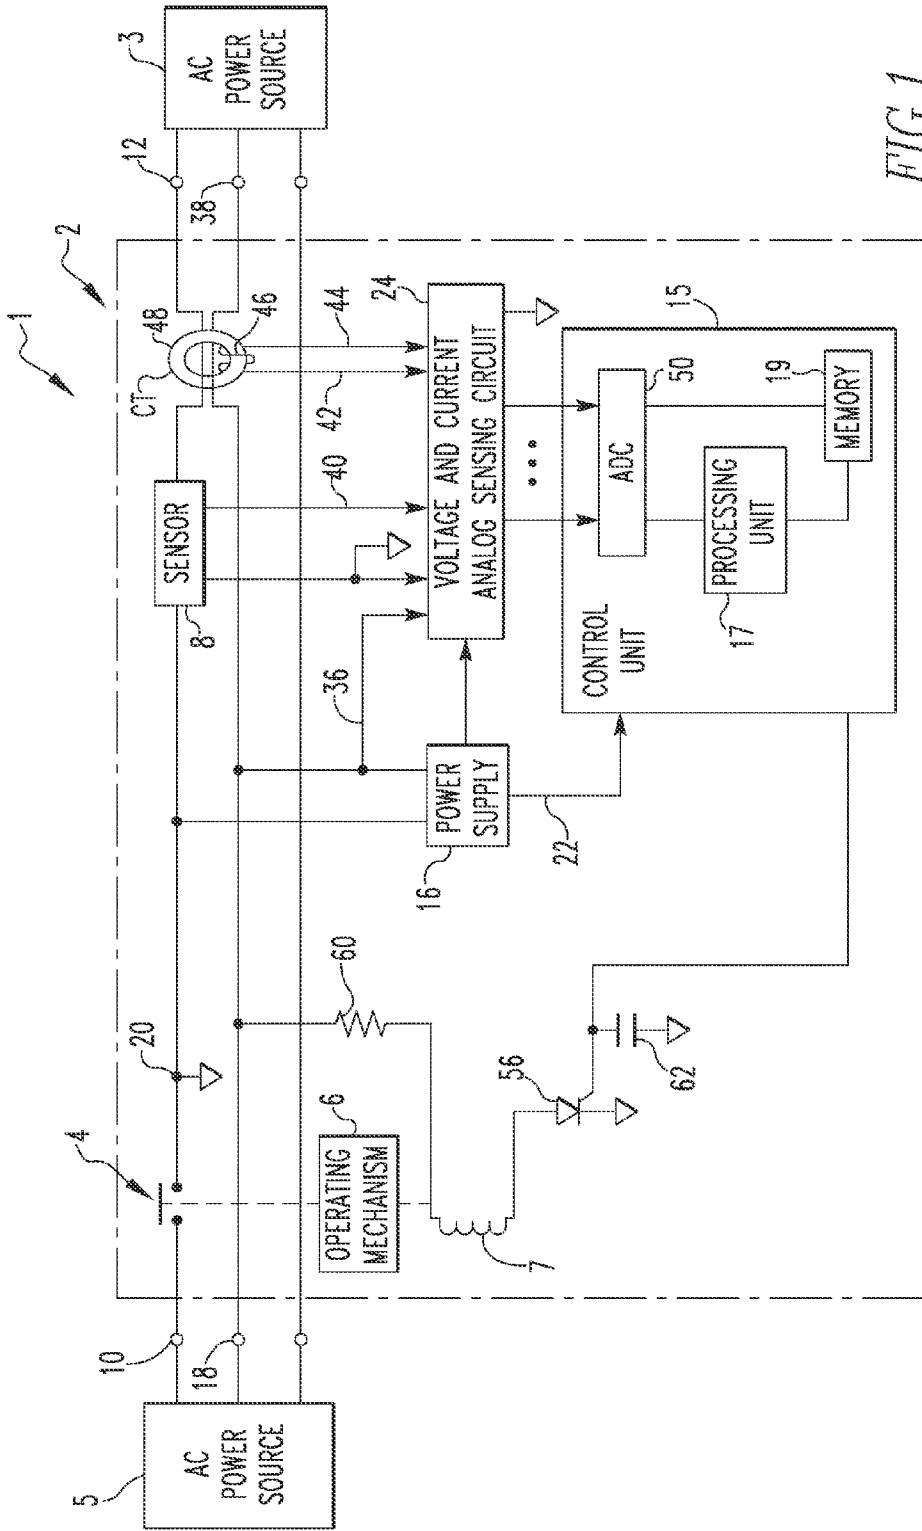 FIG. 1
1
2
AC
POWER
SOURCE
5
10
18
4
20
OPERATING
MECHANISM
6
7
60
56
62
POWER
SUPPLY
16
22
36
SENSOR
8
40
42
44
CT
48
46
VOLTAGE AND CURRENT
ANALOG SENSING CIRCUIT
24
CONTROL
UNIT
15
ADC
50
PROCESSING
UNIT
17
MEMORY
19
12
38
AC
POWER
SOURCE
3